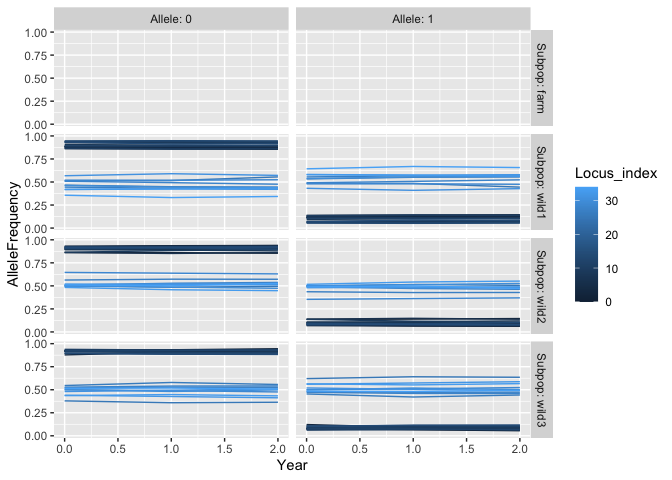 Allele: 0 Allele: 1
1.00
0.75
0.50
0.25
0.00
Subpop: farm
1.00
0.75
0.50
0.25
0.00
Subpop: wild1
1.00
0.75
0.50
0.25
0.00
Subpop: wild2
1.00
0.75
0.50
0.25
0.00
Subpop: wild3
AlleleFrequency
0.0 0.5 1.0 1.5 2.0 0.0 0.5 1.0 1.5 2.0
Year
Locus_index
30
20
10
0